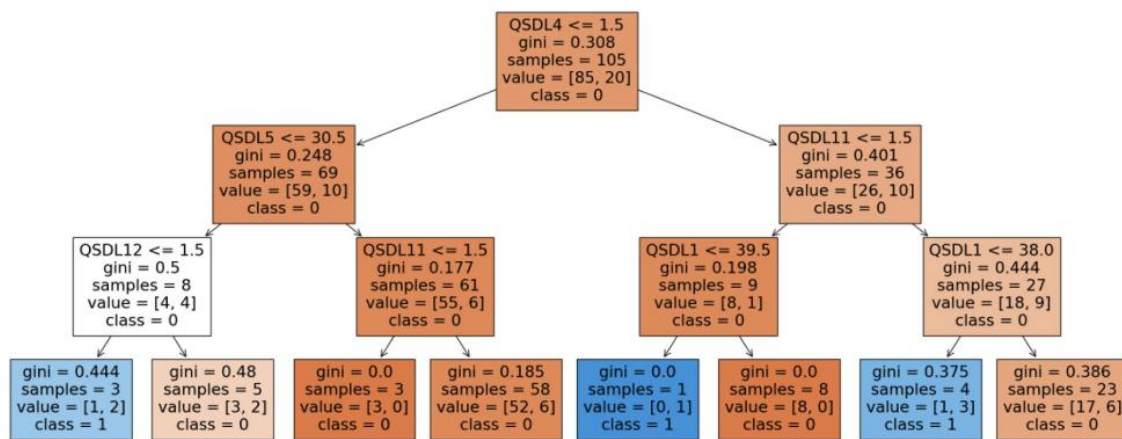 QSDL4 <= 1.5
gini = 0.308
samples = 105
value = [85, 20]
class = 0
QSDL5 <= 30.5
gini = 0.248
samples = 69
value = [59, 10]
class = 0
QSDL11 <= 1.5
gini = 0.401
samples = 36
value = [26, 10]
class = 0
QSDL12 <= 1.5
gini = 0.5
samples = 8
value = [4, 4]
class = 0
QSDL11 <= 1.5
gini = 0.177
samples = 61
value = [55, 6]
class = 0
QSDL1 <= 39.5
gini = 0.198
samples = 9
value = [8, 1]
class = 0
QSDL1 <= 38.0
gini = 0.444
samples = 27
value = [18, 9]
class = 0
gini = 0.444
samples = 3
value = [1, 2]
class = 1
gini = 0.48
samples = 5
value = [3, 2]
class = 0
gini = 0.0
samples = 3
value = [3, 0]
class = 0
gini = 0.185
samples = 58
value = [52, 6]
class = 0
gini = 0.0
samples = 1
value = [0, 1]
class = 1
gini = 0.0
samples = 8
value = [8, 0]
class = 0
gini = 0.375
samples = 4
value = [1, 3]
class = 1
gini = 0.386
samples = 23
value = [17, 6]
class = 0